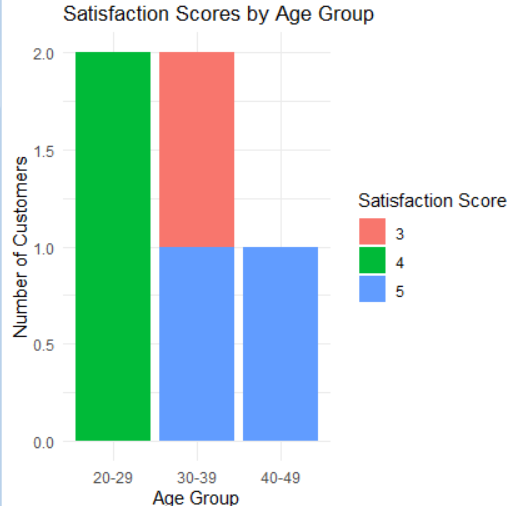 Satisfaction Scores by Age Group
Number of Customers
2.0
1.5
1.0
0.5
0.0
20-29 30-39 40-49
Age Group
Satisfaction Score
3
4
5